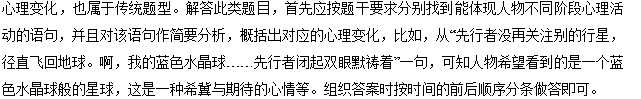 心理变化，也属于传统题型。解答此类题目，首先应按题干要求分别找到能体现人物不同阶段心理活
动的语句，并且对该语句作简要分析，概括出对应的心理变化，比如，从“先行者没再关注别的行星，
径直飞回地球。啊，我的蓝色水晶球……先行者闭起双眼默祷着”一句，可知人物希望看到的是一个蓝
色水晶球般的星球，这是一种希冀与期待的心情等。组织答案时按时间的前后顺序分条做答即可。